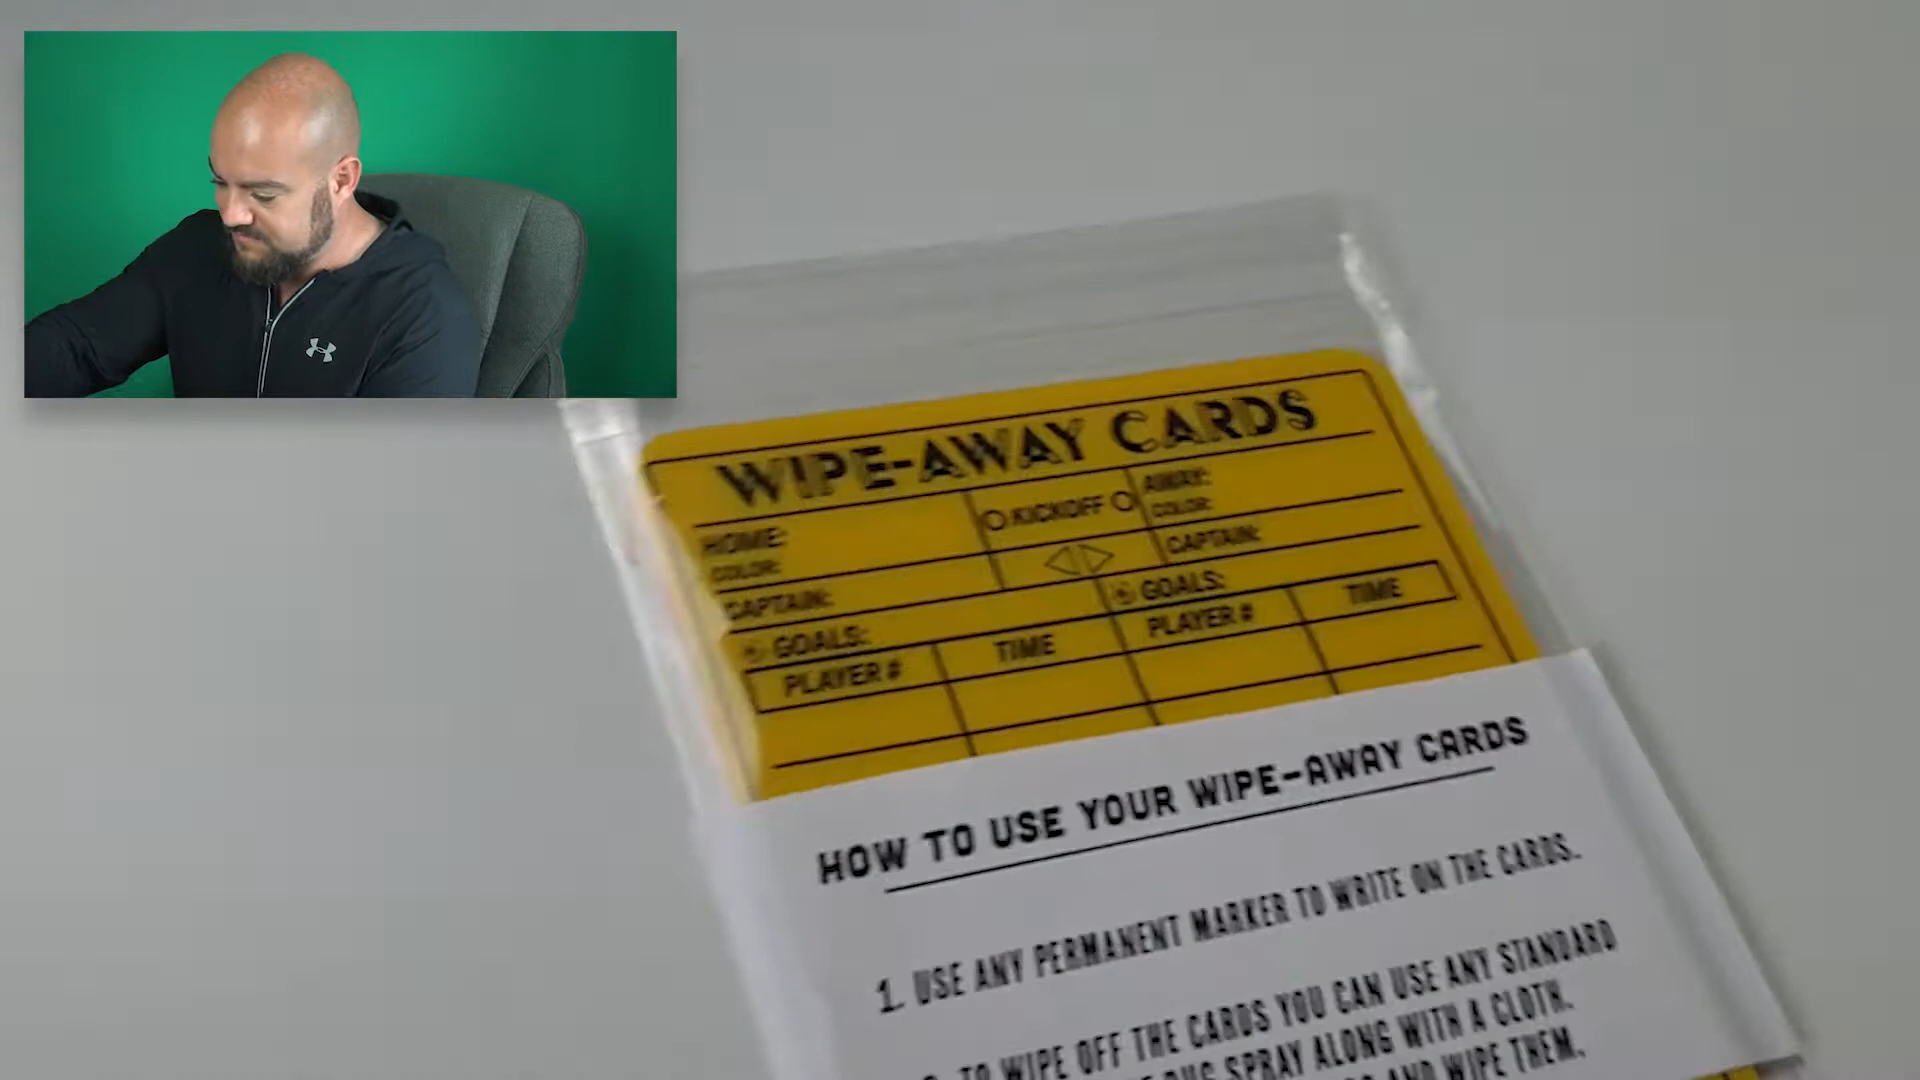 WIPE-AWAY CARDS
HOME:
COLOR:
KICKOFF
AWAY:
COLOR:
CAPTAIN:
CAPTAIN:
GOALS:
GOALS:
PLAYER # TIME PLAYER # TIME
HOW TO USE YOUR WIPE-AWAY CARDS
1. USE ANY PERMANENT MARKER TO WRITE ON THE CARDS.
TO WIPE OFF THE CARDS YOU CAN USE ANY STANDARD
SPRAY ALONG WITH A CLOTH.
AND WIPE THEM.